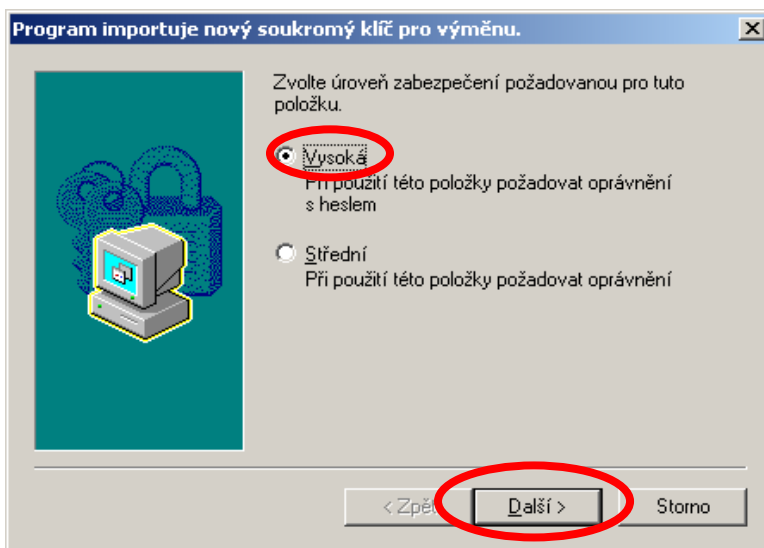 Program importuje nový soukromý klíč pro výměnu.
Zvolte úroveň zabezpečení požadovanou pro tuto
položku.
Vysoká
Při použití této položky požadovat oprávnění
s heslem
Střední
Při použití této položky požadovat oprávnění
< Zpět
Další >
Storno